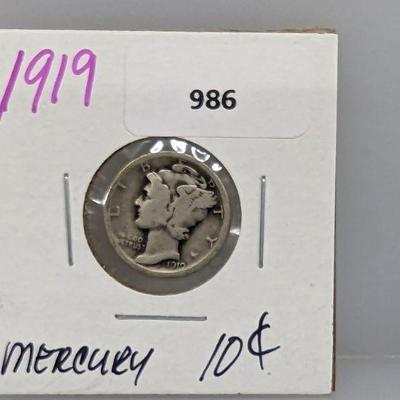 1919
986
LIBERTY
IN GOD
WE TRUST
1919
MERCURY 10¢